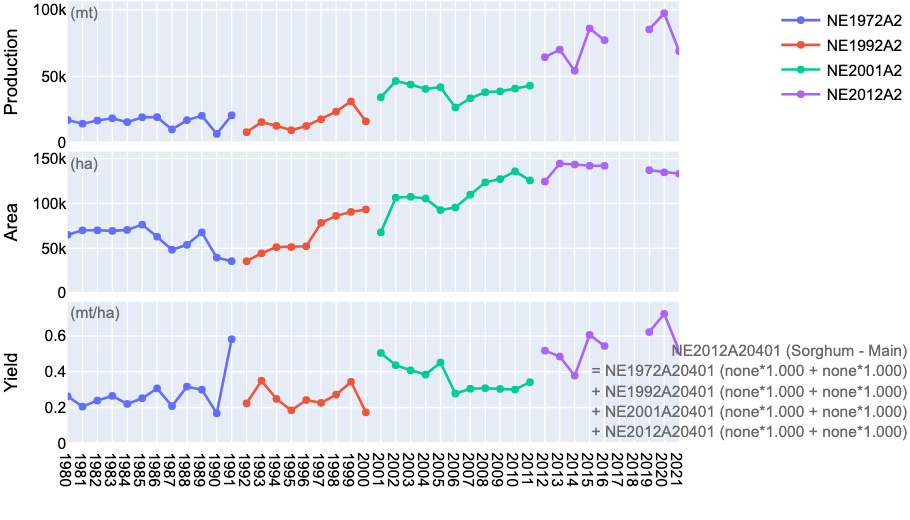 100k
(mt)
Production
50k
0
150k
(ha)
Area
100k
50k
0
(mt/ha)
Yield
0.6
0.4
0.2
0
1980
1981
1982
1983
1984
1985
1986
1987
1988
1989
1990
1991
1992
1993
1994
1995
1996
1997
1998
1999
2000
2001
2002
2003
2004
2005
2006
2007
2008
2009
2010
2011
2012
2013
2014
2015
2016
2017
2018
2019
2020
2021
NE1972A2
NE1992A2
NE2001A2
NE2012A2
NE2012A20401 (Sorghum - Main)
= NE1972A20401 (none*1.000 + none*1.000)
+ NE1992A20401 (none*1.000 + none*1.000)
+ NE2001A20401 (none*1.000 + none*1.000)
+ NE2012A20401 (none*1.000 + none*1.000)